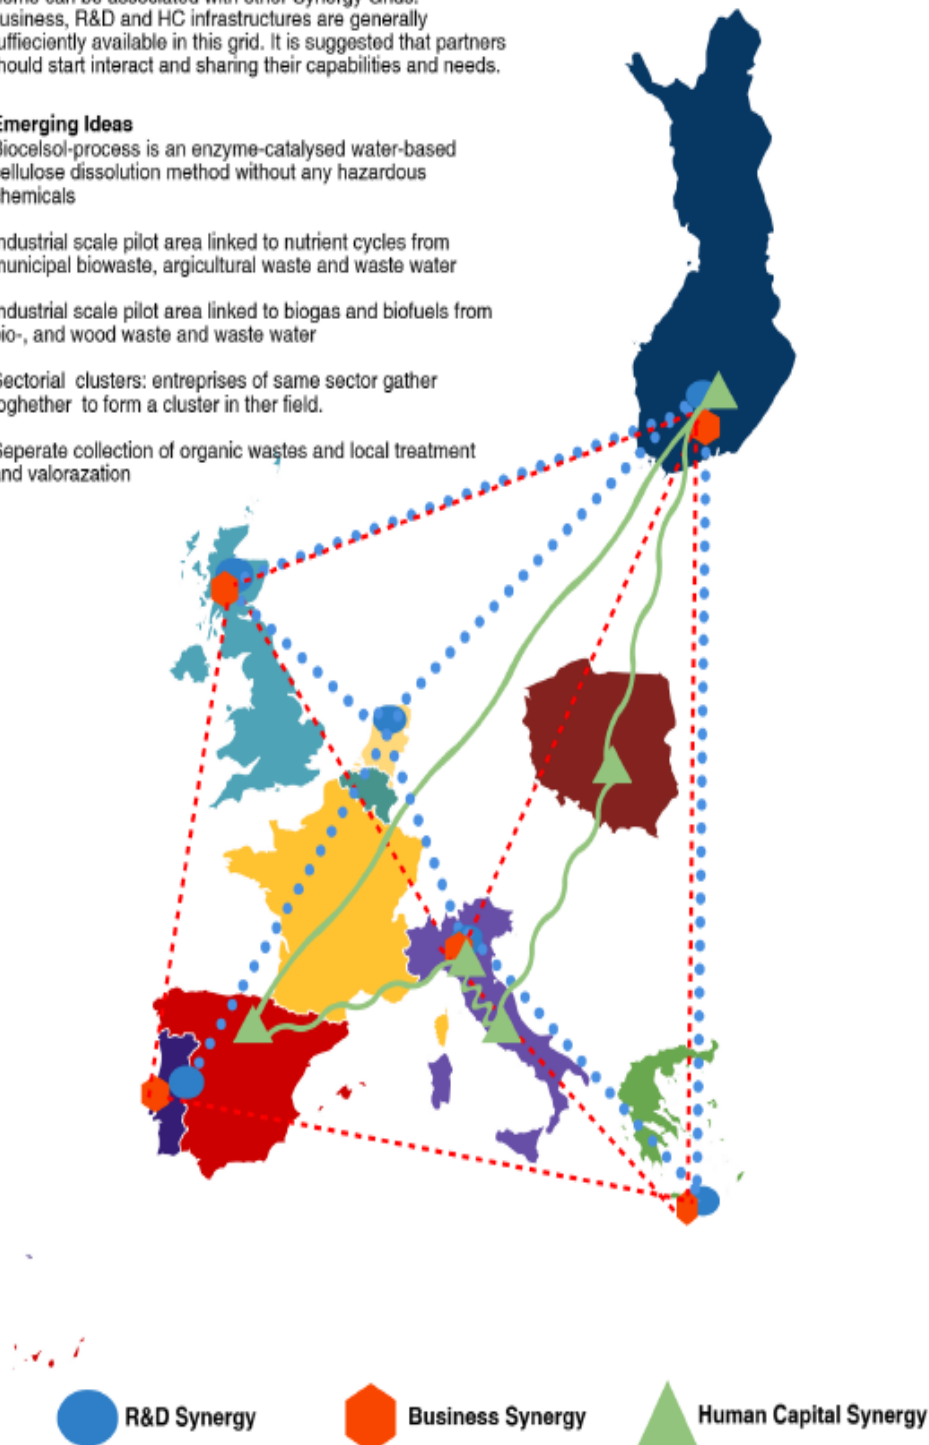 usiness, R&D and HC infrastructures are generally
uffieciently available in this grid. It is suggested that partners
hould start interact and sharing their capabilities and needs.
Emerging Ideas
Biocelsol-process is an enzyme-catalysed water-based
ellulose dissolution method without any hazardous
hemicals
ndustrial scale pilot area linked to nutrient cycles from
municipal biowaste, argicultural waste and waste water
ndustrial scale pilot area linked to biogas and biofuels from
bio-, and wood waste and waste water
Sectorial clusters: entreprises of same sector gather
oghether to form a cluster in ther field.
Seperate collection of organic wastes and local treatment
and valorazation
R&D Synergy
Business Synergy
Human Capital Synergy